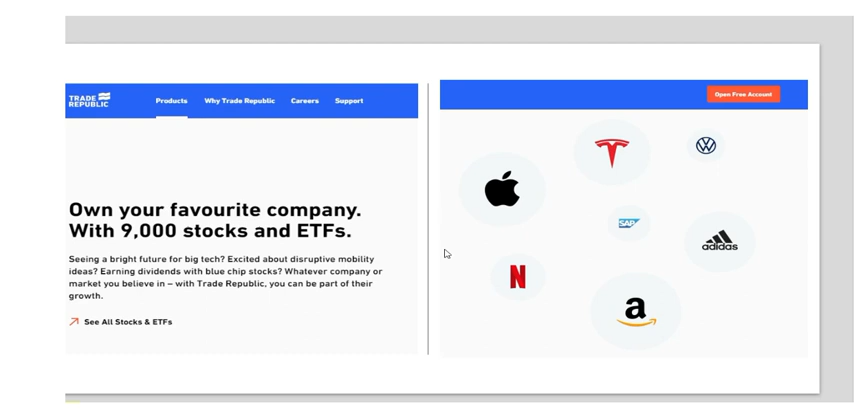 TRADE
REPUBLIC
Products Why Trade Republic Careers Support
Open Free Account
Own your favourite company.
With 9,000 stocks and ETFs.
Seeing a bright future for big tech? Excited about disruptive mobility
ideas? Earning dividends with blue chip stocks? Whatever company or
market you believe in – with Trade Republic, you can be part of their
growth.
See All Stocks & ETFs
SAP
adidas
N
a